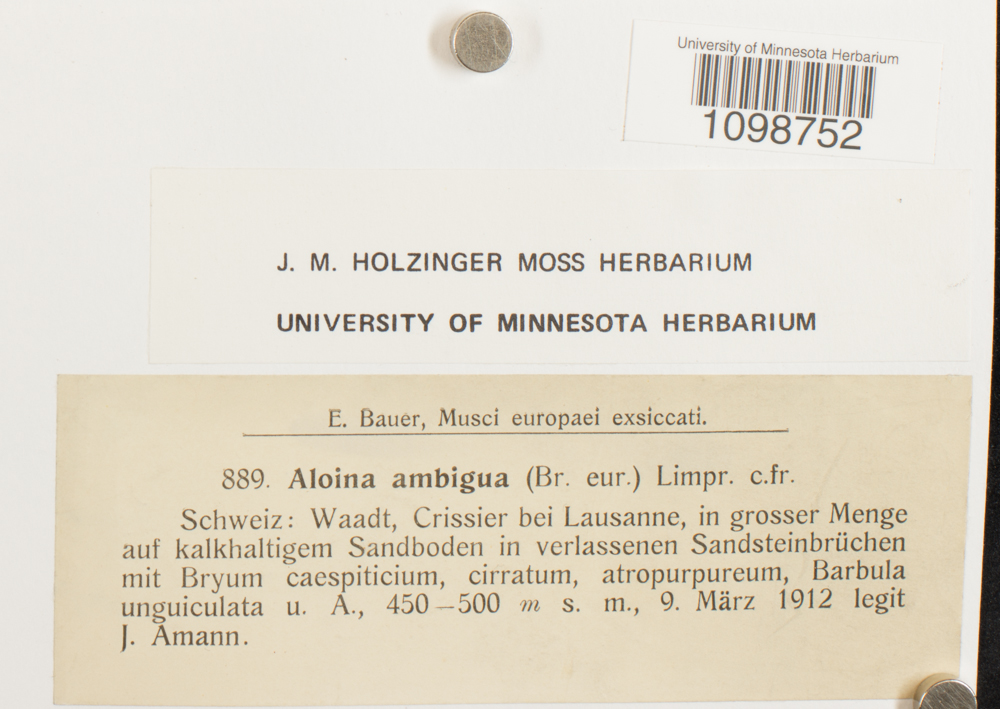 University of Minnesota Herbarium
1098752
J. M. HOLZINGER MOSS HERBARIUM
UNIVERSITY OF MINNESOTA HERBARIUM
E. Bauer, Musci europaei exsiccati.
889. Aloina ambigua (Br. eur.) Limpr. c.fr.
Schweiz: Waadt, Crissier bei Lausanne, in grosser Menge
auf kalkhaltigem Sandboden in verlassenen Sandsteinbrüchen
mit Bryum caespiticium, cirratum, atropurpureum, Barbula
unguiculata u. A., 450—500 m s. m., 9. März 1912 legit
J. Amann.